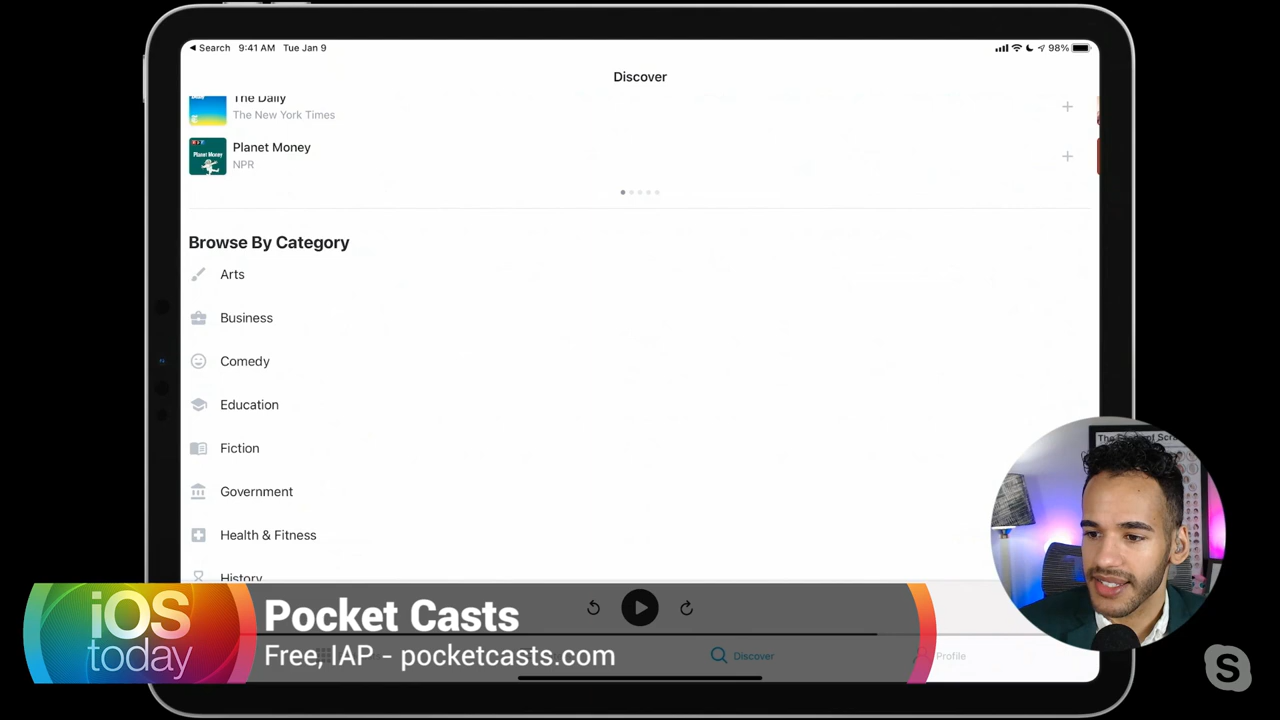 Search 9:41 AM Tue Jan 9
98%
Discover
The Daily
The New York Times
Planet Money
NPR
Planet Money
Browse By Category
Arts
Business
Comedy
Education
Fiction
Government
Health & Fitness
History
iOS
today
Pocket Casts
Free, IAP - pocketcasts.com
Discover
Profile
S